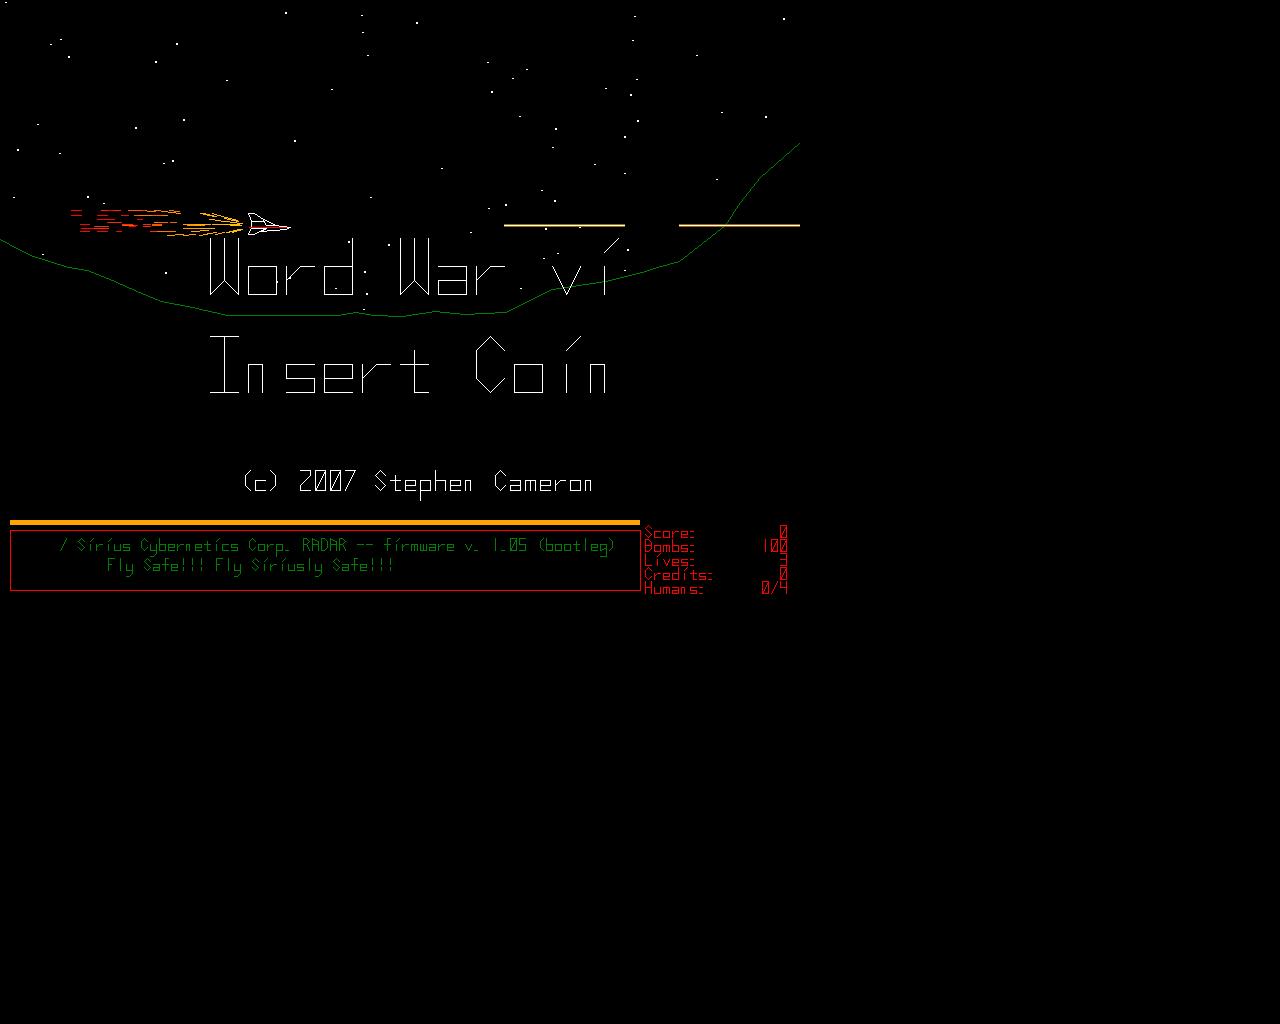 Word War vi
Insert Coin
(c) 2007 Stephen Cameron
/ Sirius Cybernetics Corp. RADAR -- firmware v. 1.05 (bootleg)
Fly Safe!!! Fly Siriusly Safe!!!
Score: 0
Bombs: 100
Lives: 3
Credits: 0
Humans: 0/4